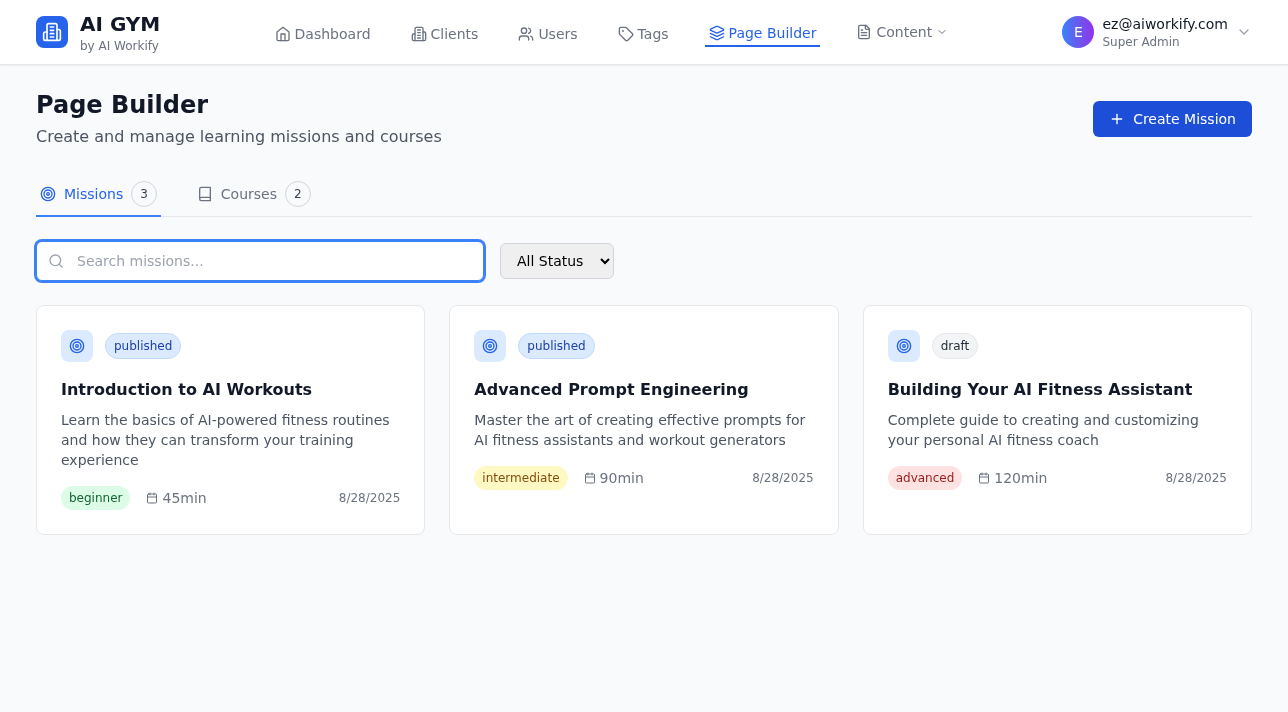 AI GYM
by AI Workify
Dashboard
Clients
Users
Tags
Page Builder
Content
E
ez@aiworkify.com
Super Admin
Page Builder
Create and manage learning missions and courses
Create Mission
Missions 3
Courses 2
Search missions...
All Status
published
Introduction to AI Workouts
Learn the basics of AI-powered fitness routines
and how they can transform your training
experience
beginner 45min 8/28/2025
published
Advanced Prompt Engineering
Master the art of creating effective prompts for
AI fitness assistants and workout generators
intermediate 90min 8/28/2025
draft
Building Your AI Fitness Assistant
Complete guide to creating and customizing
your personal AI fitness coach
advanced 120min 8/28/2025